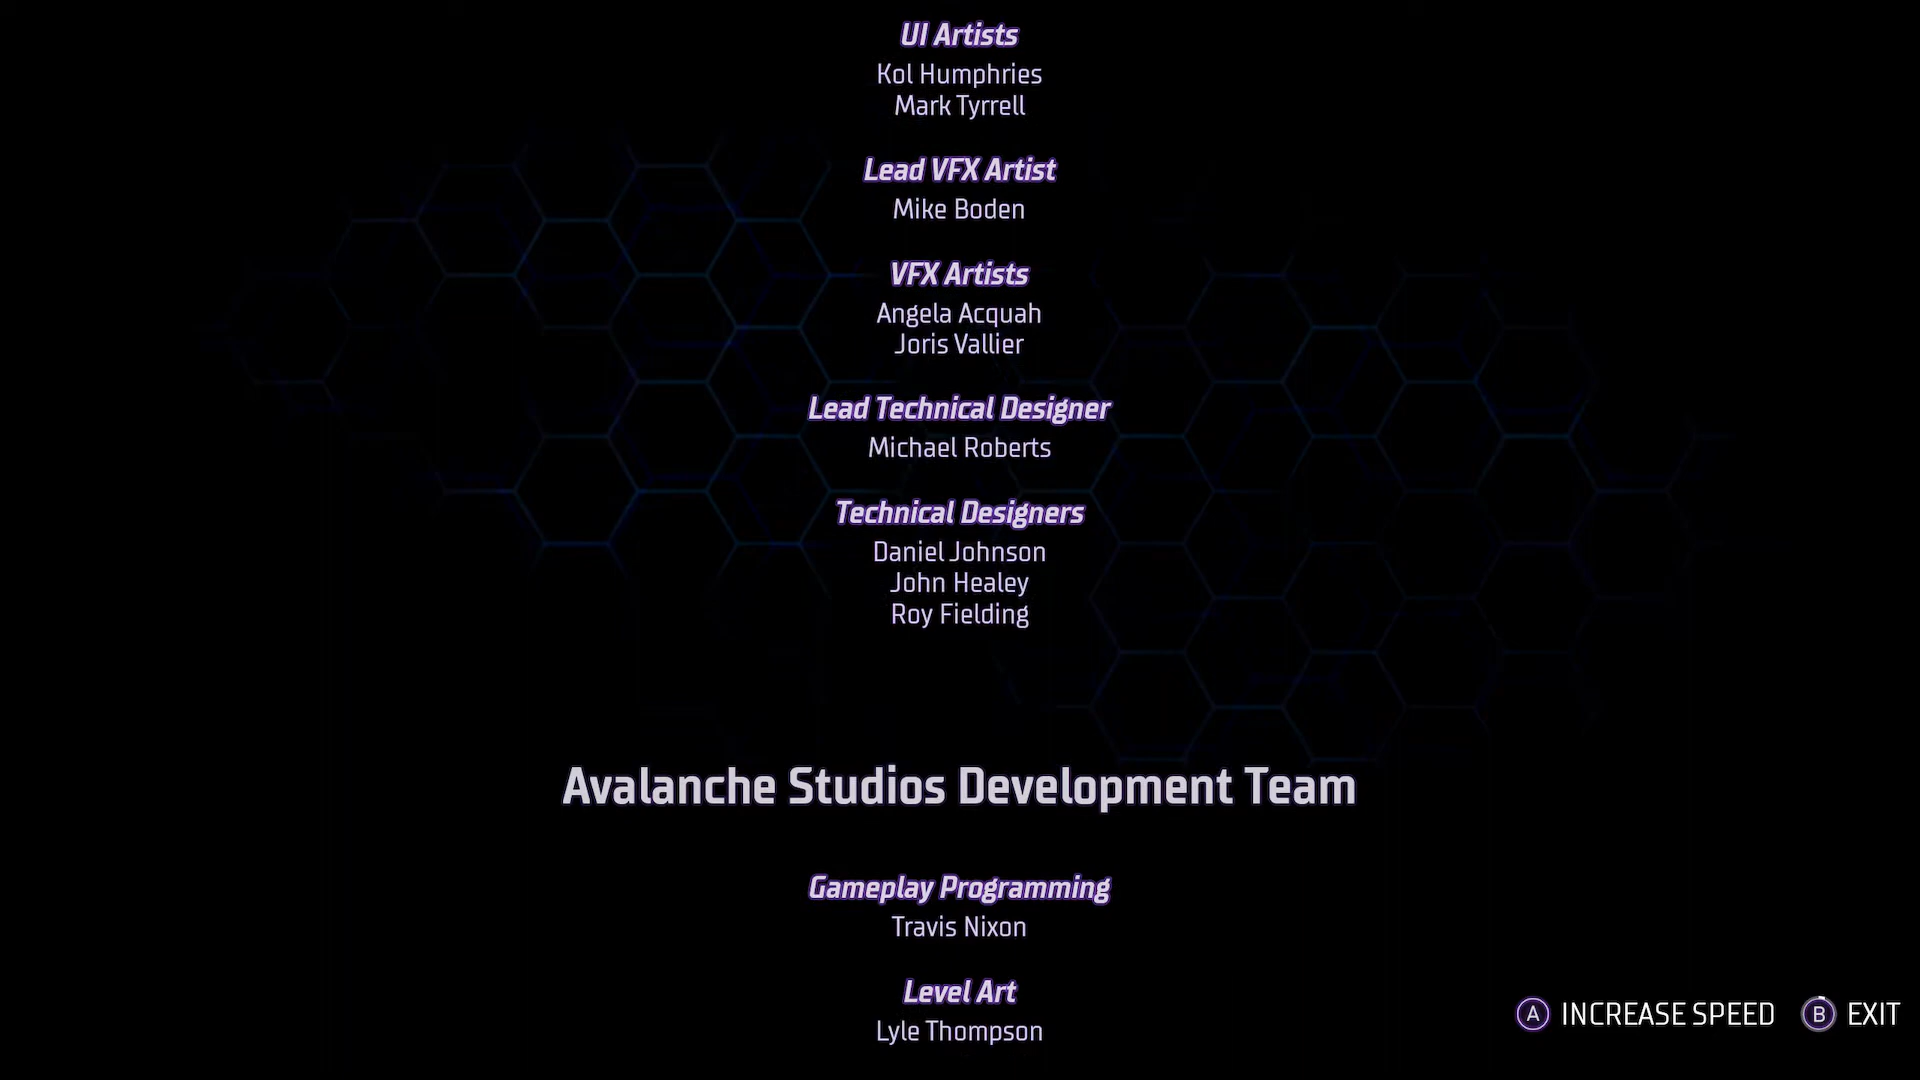 UI Artists
Kol Humphries
Mark Tyrrell
Lead VFX Artist
Mike Boden
VFX Artists
Angela Acquah
Joris Vallier
Lead Technical Designer
Michael Roberts
Technical Designers
Daniel Johnson
John Healey
Roy Fielding
Avalanche Studios Development Team
Gameplay Programming
Travis Nixon
Level Art
Lyle Thompson
A INCREASE SPEED B EXIT